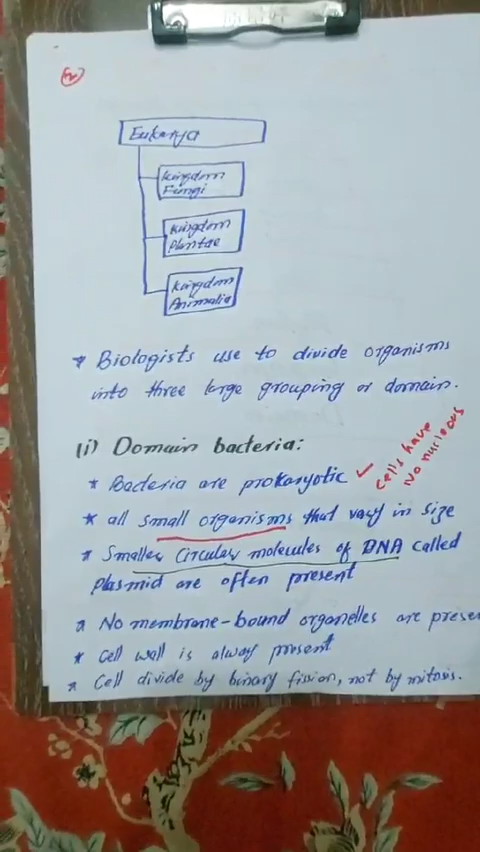 Eukarya
Kingdom
Fungi
Kingdom
Plantae
Kingdom
Animalia
* Biologists use to divide organisms
into three large grouping or domain.
(i) Domain bacteria:
* Bacteria are prokaryotic ✓
cells have
No nucleous
* all small organisms that vary in size
* Smaller circular molecules of DNA called
plasmid are often present
* No membrane-bound organelles are prese
* Cell wall is always present
* Cell divide by binary fission, not by mitosis.